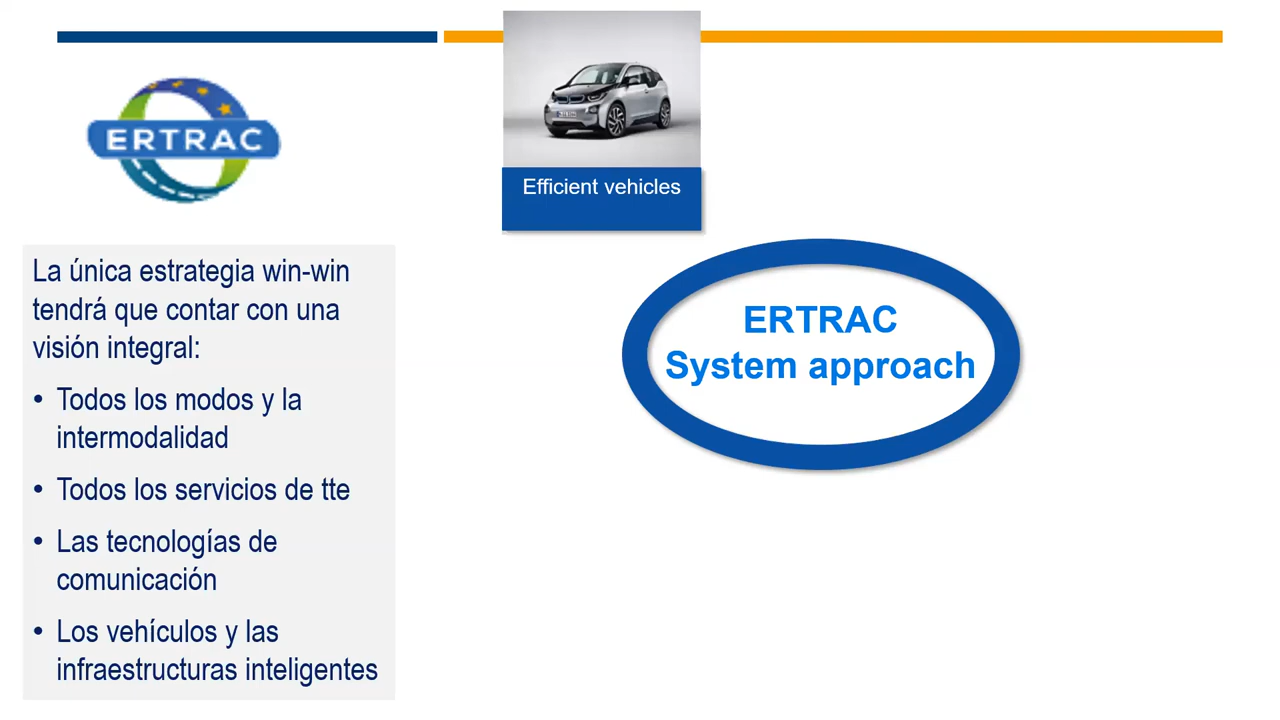 ERTRAC
Efficient vehicles
La única estrategia win-win
tendrá que contar con una
visión integral:
• Todos los modos y la
intermodalidad
• Todos los servicios de tte
• Las tecnologías de
comunicación
• Los vehículos y las
infraestructuras inteligentes
ERTRAC
System approach